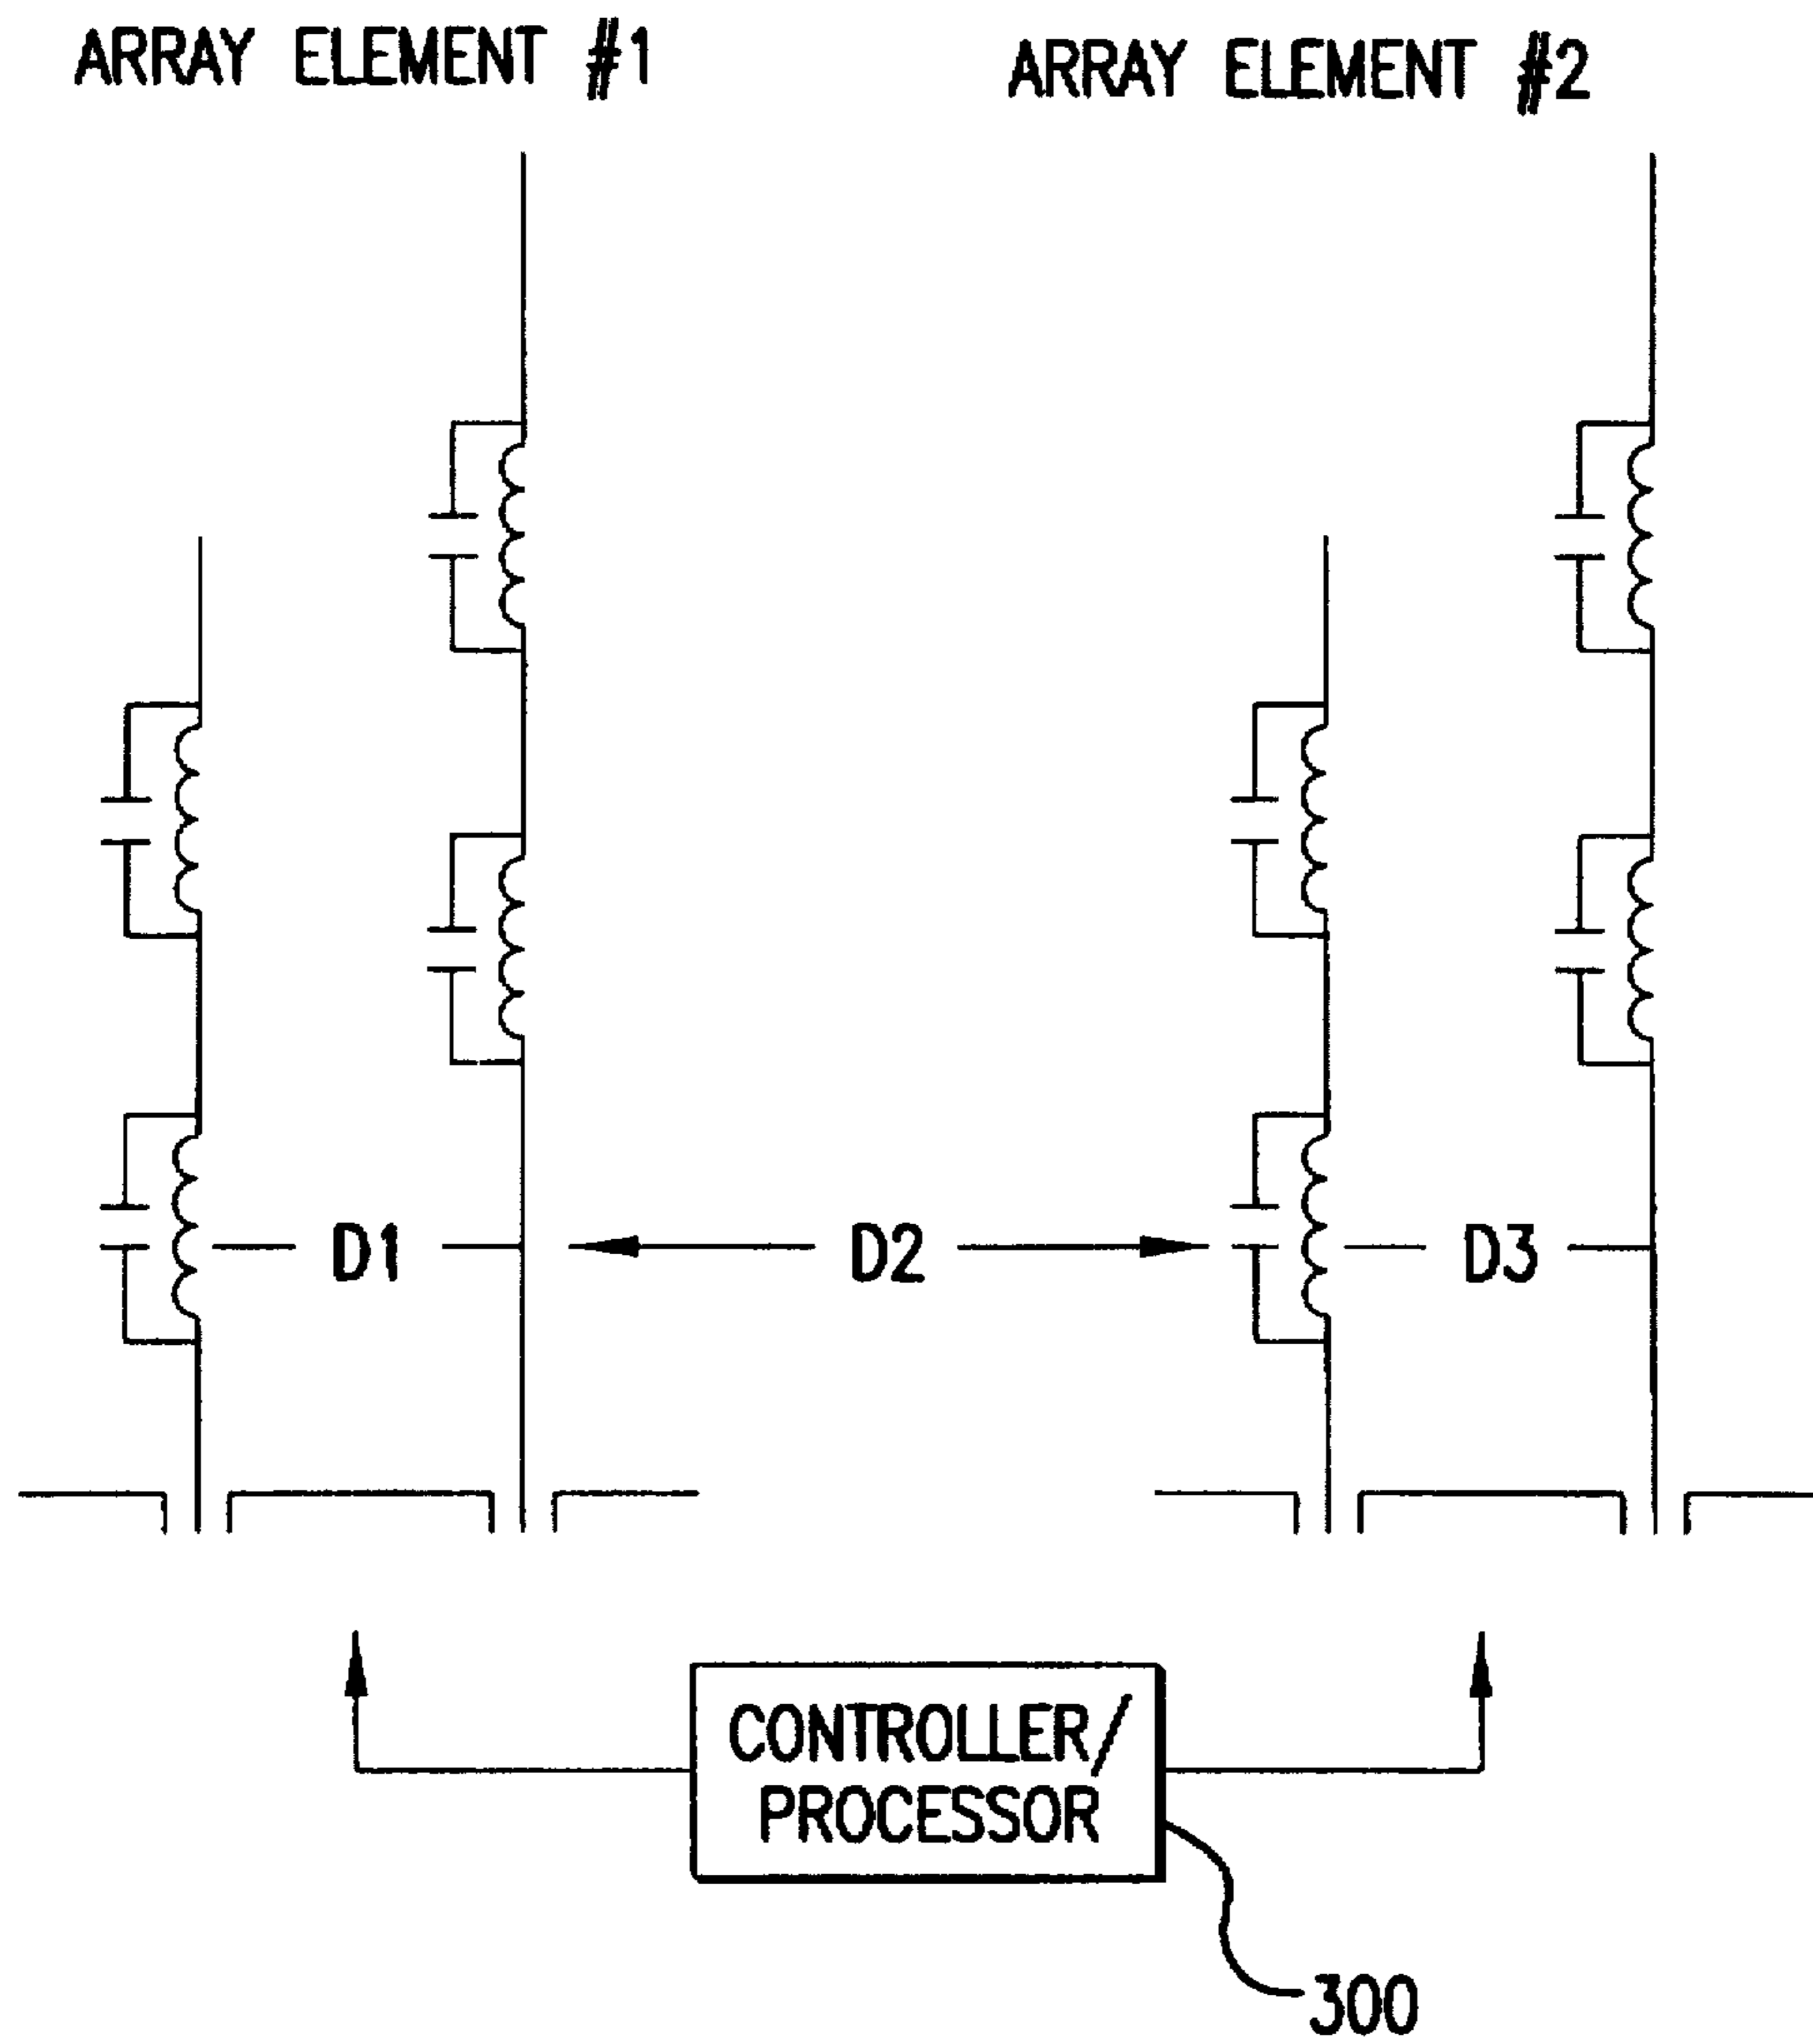 ARRAY ELEMENT #1
ARRAY ELEMENT #2
D1
D2
D3
CONTROLLER/
PROCESSOR
300